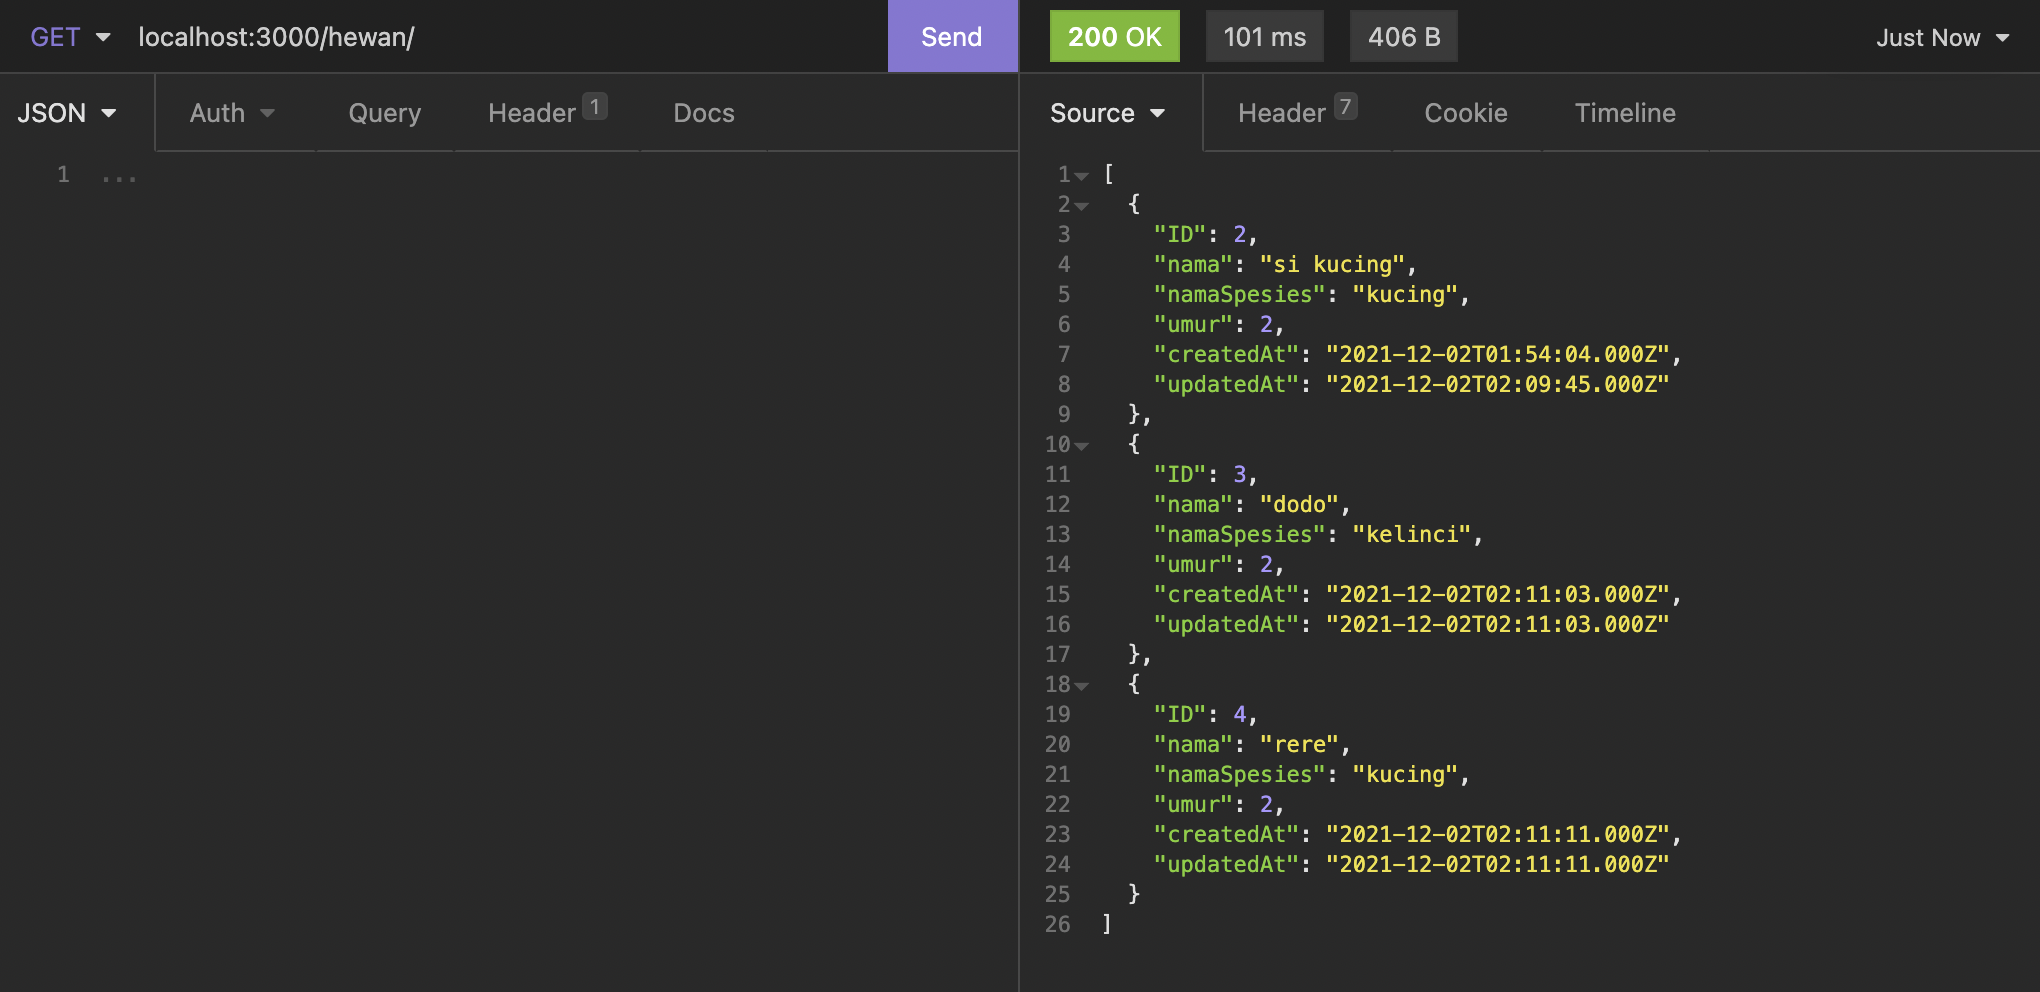 GET localhost:3000/hewan/ Send 200 OK 101 ms 406 B Just Now
JSON Auth Query Header 1 Docs Source Header 7 Cookie Timeline
1 ...
1 [
2 {
3 "ID": 2,
4 "nama": "si kucing",
5 "namaSpesies": "kucing",
6 "umur": 2,
7 "createdAt": "2021-12-02T01:54:04.000Z",
8 "updatedAt": "2021-12-02T02:09:45.000Z"
9 },
10 {
11 "ID": 3,
12 "nama": "dodo",
13 "namaSpesies": "kelinci",
14 "umur": 2,
15 "createdAt": "2021-12-02T02:11:03.000Z",
16 "updatedAt": "2021-12-02T02:11:03.000Z"
17 },
18 {
19 "ID": 4,
20 "nama": "rere",
21 "namaSpesies": "kucing",
22 "umur": 2,
23 "createdAt": "2021-12-02T02:11:11.000Z",
24 "updatedAt": "2021-12-02T02:11:11.000Z"
25 }
26 ]